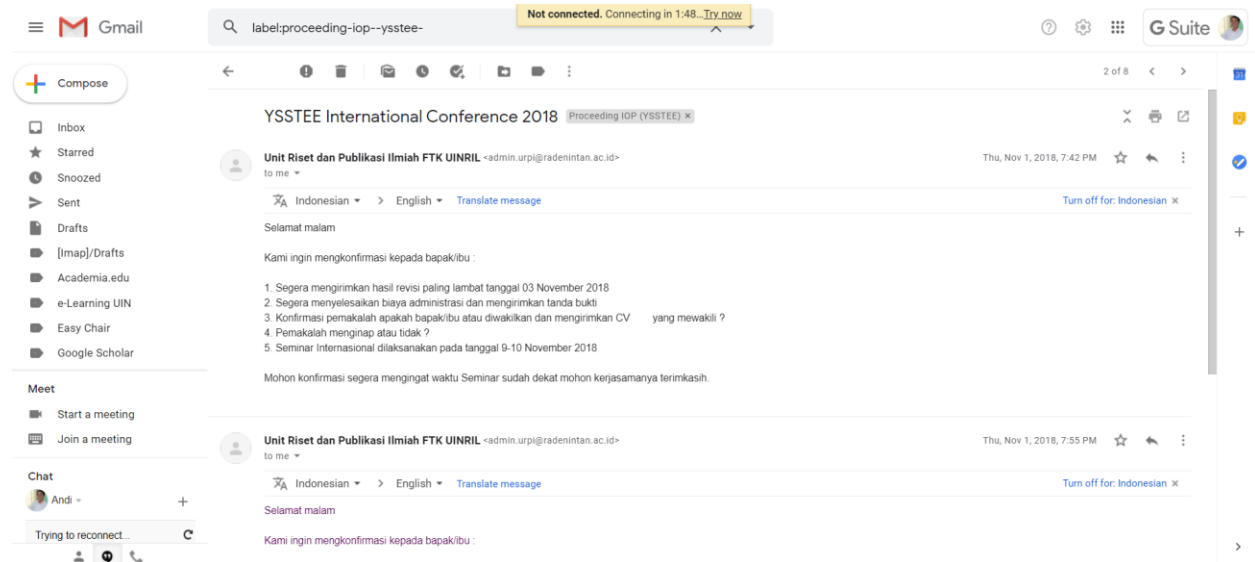 Not connected. Connecting in 1:48... Try now
Gmail
label:proceeding-iop--ysstee-
G Suite
Compose
2 of 8
31
Inbox
Starred
Snoozed
Sent
Drafts
[Imap]/Drafts
Academia.edu
e-Learning UIN
Easy Chair
Google Scholar
Meet
Start a meeting
Join a meeting
Chat
Andi
Trying to reconnect...
YSSTEE International Conference 2018 Proceeding IOP (YSSTEE) ×
Unit Riset dan Publikasi Ilmiah FTK UINRIL <admin.urpi@radenintan.ac.id> Thu, Nov 1, 2018, 7:42 PM
to me
Indonesian > English Translate message Turn off for: Indonesian ×
Selamat malam
Kami ingin mengkonfirmasi kepada bapak/ibu :
1. Segera mengirimkan hasil revisi paling lambat tanggal 03 November 2018
2. Segera menyelesaikan biaya administrasi dan mengirimkan tanda bukti
3. Konfirmasi pemakalah apakah bapak/ibu atau diwakilkan dan mengirimkan CV yang mewakili ?
4. Pemakalah menginap atau tidak ?
5. Seminar Internasional dilaksanakan pada tanggal 9-10 November 2018
Mohon konfirmasi segera mengingat waktu Seminar sudah dekat mohon kerjasamanya terimkasih.
Unit Riset dan Publikasi Ilmiah FTK UINRIL <admin.urpi@radenintan.ac.id> Thu, Nov 1, 2018, 7:55 PM
to me
Indonesian > English Translate message Turn off for: Indonesian ×
Selamat malam
Kami ingin mengkonfirmasi kepada bapak/ibu :